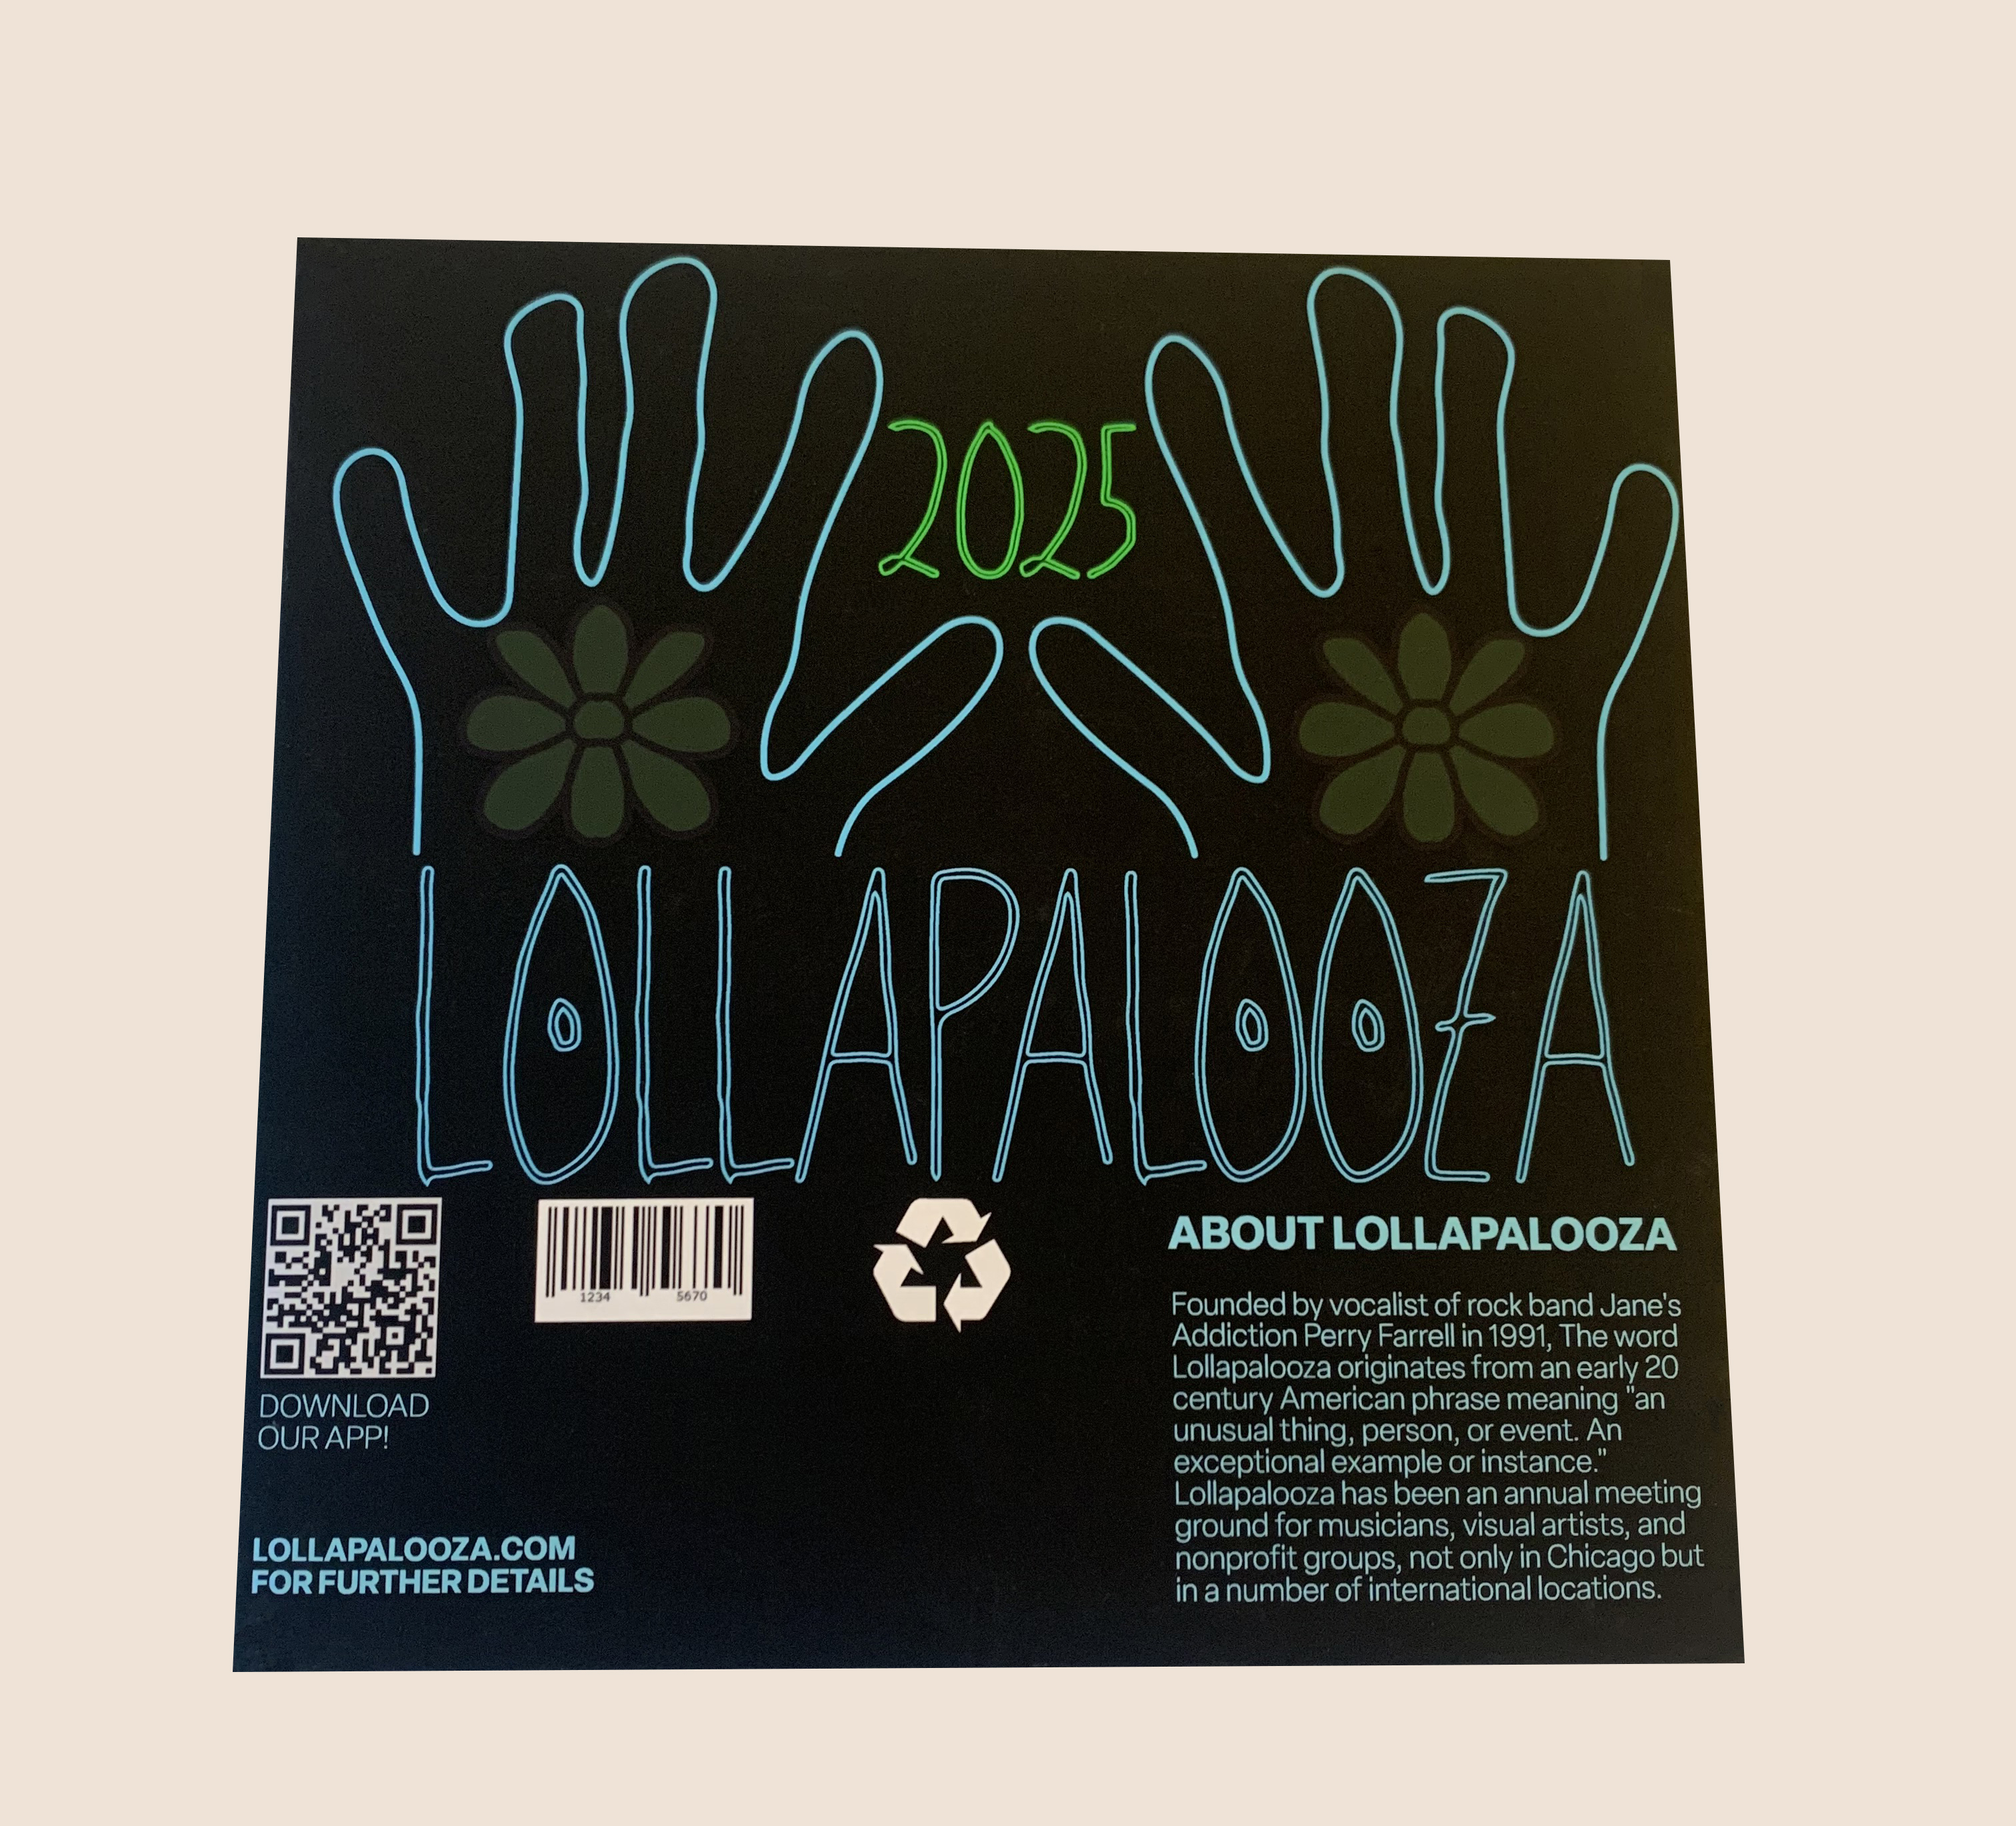 2025
LOLLAPALOOZA
1234 5670
DOWNLOAD
OUR APP!
LOLLAPALOOZA.COM
FOR FURTHER DETAILS
ABOUT LOLLAPALOOZA
Founded by vocalist of rock band Jane's
Addiction Perry Farrell in 1991, The word
Lollapalooza originates from an early 20
century American phrase meaning "an
unusual thing, person, or event. An
exceptional example or instance."
Lollapalooza has been an annual meeting
ground for musicians, visual artists, and
nonprofit groups, not only in Chicago but
in a number of international locations.